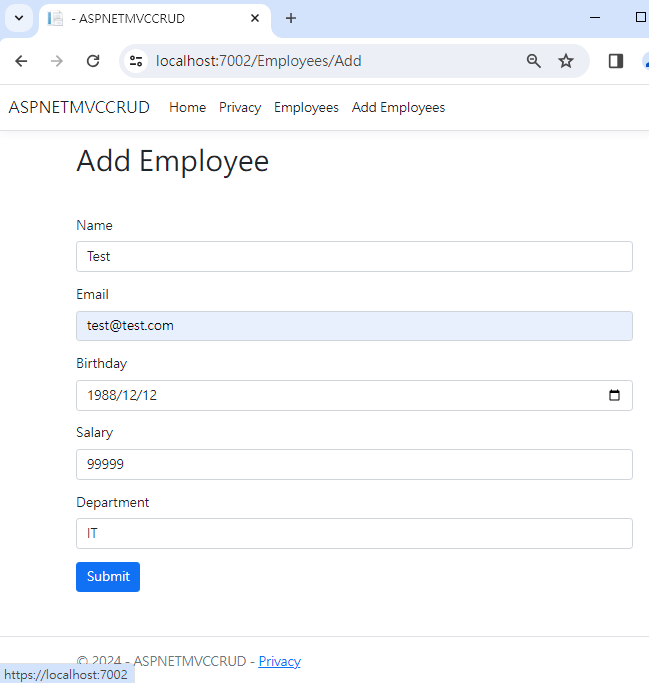 - ASPNETMVCCRUD
localhost:7002/Employees/Add
ASPNETMVCCRUD Home Privacy Employees Add Employees
Add Employee
Name
Test
Email
test@test.com
Birthday
1988/12/12
Salary
99999
Department
IT
Submit
© 2024 - ASPNETMVCCRUD - Privacy
https://localhost:7002